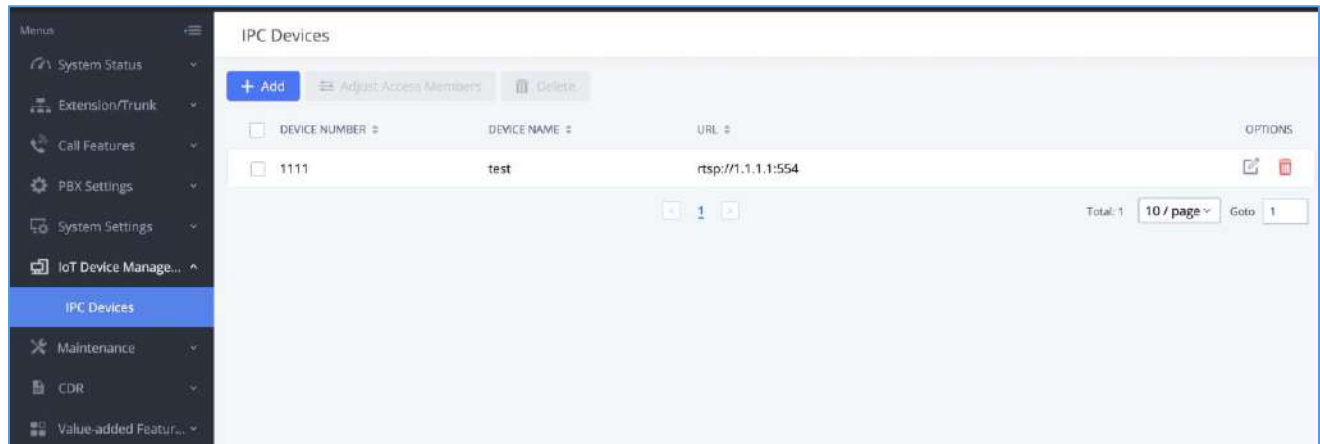 Menus
IPC Devices
System Status
+ Add
Adjust Access Members
Delete
Extension/Trunk
DEVICE NUMBER
DEVICE NAME
URL
OPTIONS
Call Features
1111
test
rtsp://1.1.1.1:554
PBX Settings
1
Total: 1
10 / page
Goto
1
System Settings
IoT Device Manage...
IPC Devices
Maintenance
CDR
Value-added Featur...